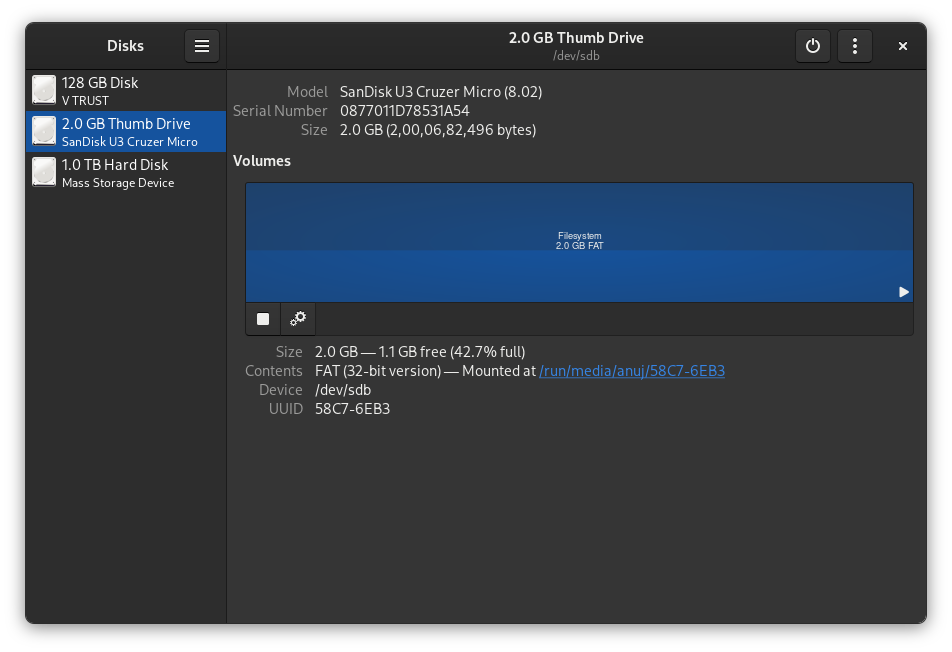 Disks
2.0 GB Thumb Drive
/dev/sdb
128 GB Disk
V TRUST
2.0 GB Thumb Drive
SanDisk U3 Cruzer Micro
1.0 TB Hard Disk
Mass Storage Device
Model SanDisk U3 Cruzer Micro (8.02)
Serial Number 0877011D78531A54
Size 2.0 GB (2,00,06,82,496 bytes)
Volumes
Filesystem
2.0 GB FAT
Size 2.0 GB — 1.1 GB free (42.7% full)
Contents FAT (32-bit version) — Mounted at /run/media/anuj/58C7-6EB3
Device /dev/sdb
UUID 58C7-6EB3